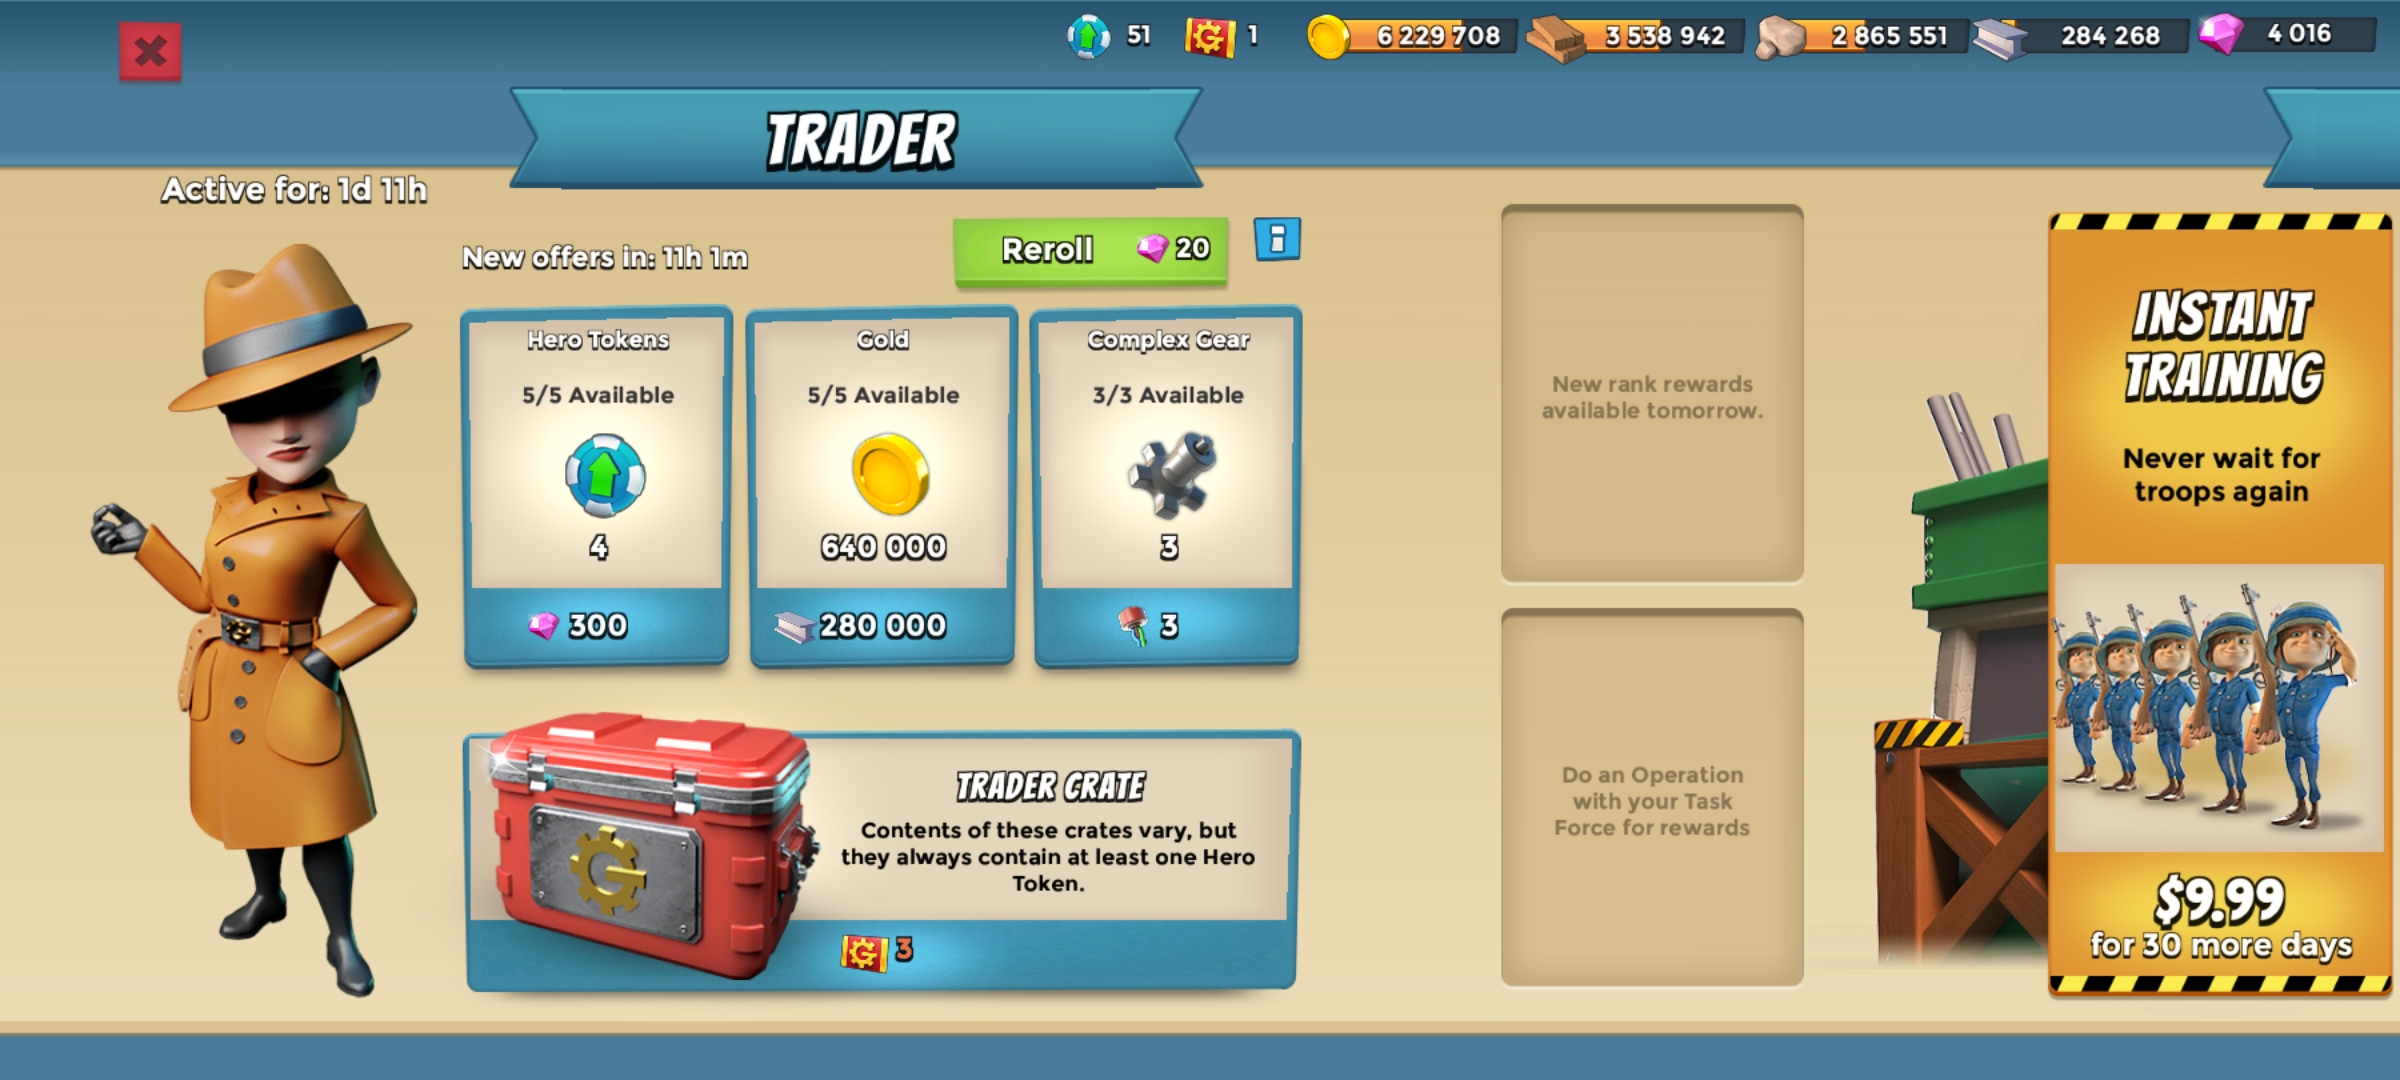 51
1
6 229 708
3 538 942
2 865 551
284 268
4 016
TRADER
Active for: 1d 11h
New offers in: 11h 1m
Reroll 20
i
Hero Tokens
5/5 Available
4
300
Gold
5/5 Available
640 000
280 000
Complex Gear
3/3 Available
3
3
TRADER CRATE
Contents of these crates vary, but
they always contain at least one Hero
Token.
3
New rank rewards
available tomorrow.
Do an Operation
with your Task
Force for rewards
INSTANT
TRAINING
Never wait for
troops again
$9.99
for 30 more days